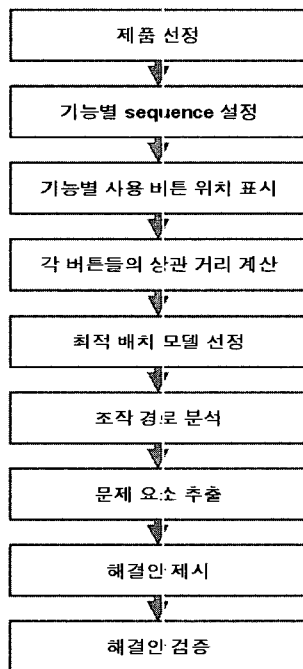 제품 선정
기능별 sequence 설정
기능별 사용 버튼 위치 표시
각 버튼들의 상관 거리 계산
최적 배치 모델 선정
조작 경로 분석
문제 요소 추출
해결안 제시
해결안 검증